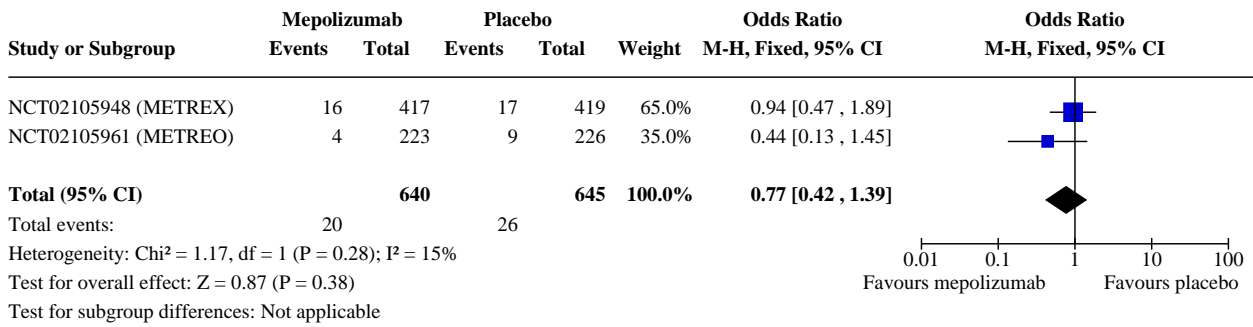 Mepolizumab Placebo Odds Ratio Odds Ratio
Study or Subgroup Events Total Events Total Weight M-H, Fixed, 95% CI M-H, Fixed, 95% CI
NCT02105948 (METREX) 16 417 17 419 65.0% 0.94 [0.47 , 1.89]
NCT02105961 (METREO) 4 223 9 226 35.0% 0.44 [0.13 , 1.45]
Total (95% CI) 640 645 100.0% 0.77 [0.42 , 1.39]
Total events: 20 26
Heterogeneity: Chi² = 1.17, df = 1 (P = 0.28); I² = 15%
Test for overall effect: Z = 0.87 (P = 0.38)
Test for subgroup differences: Not applicable
0.01 0.1 1 10 100
Favours mepolizumab Favours placebo